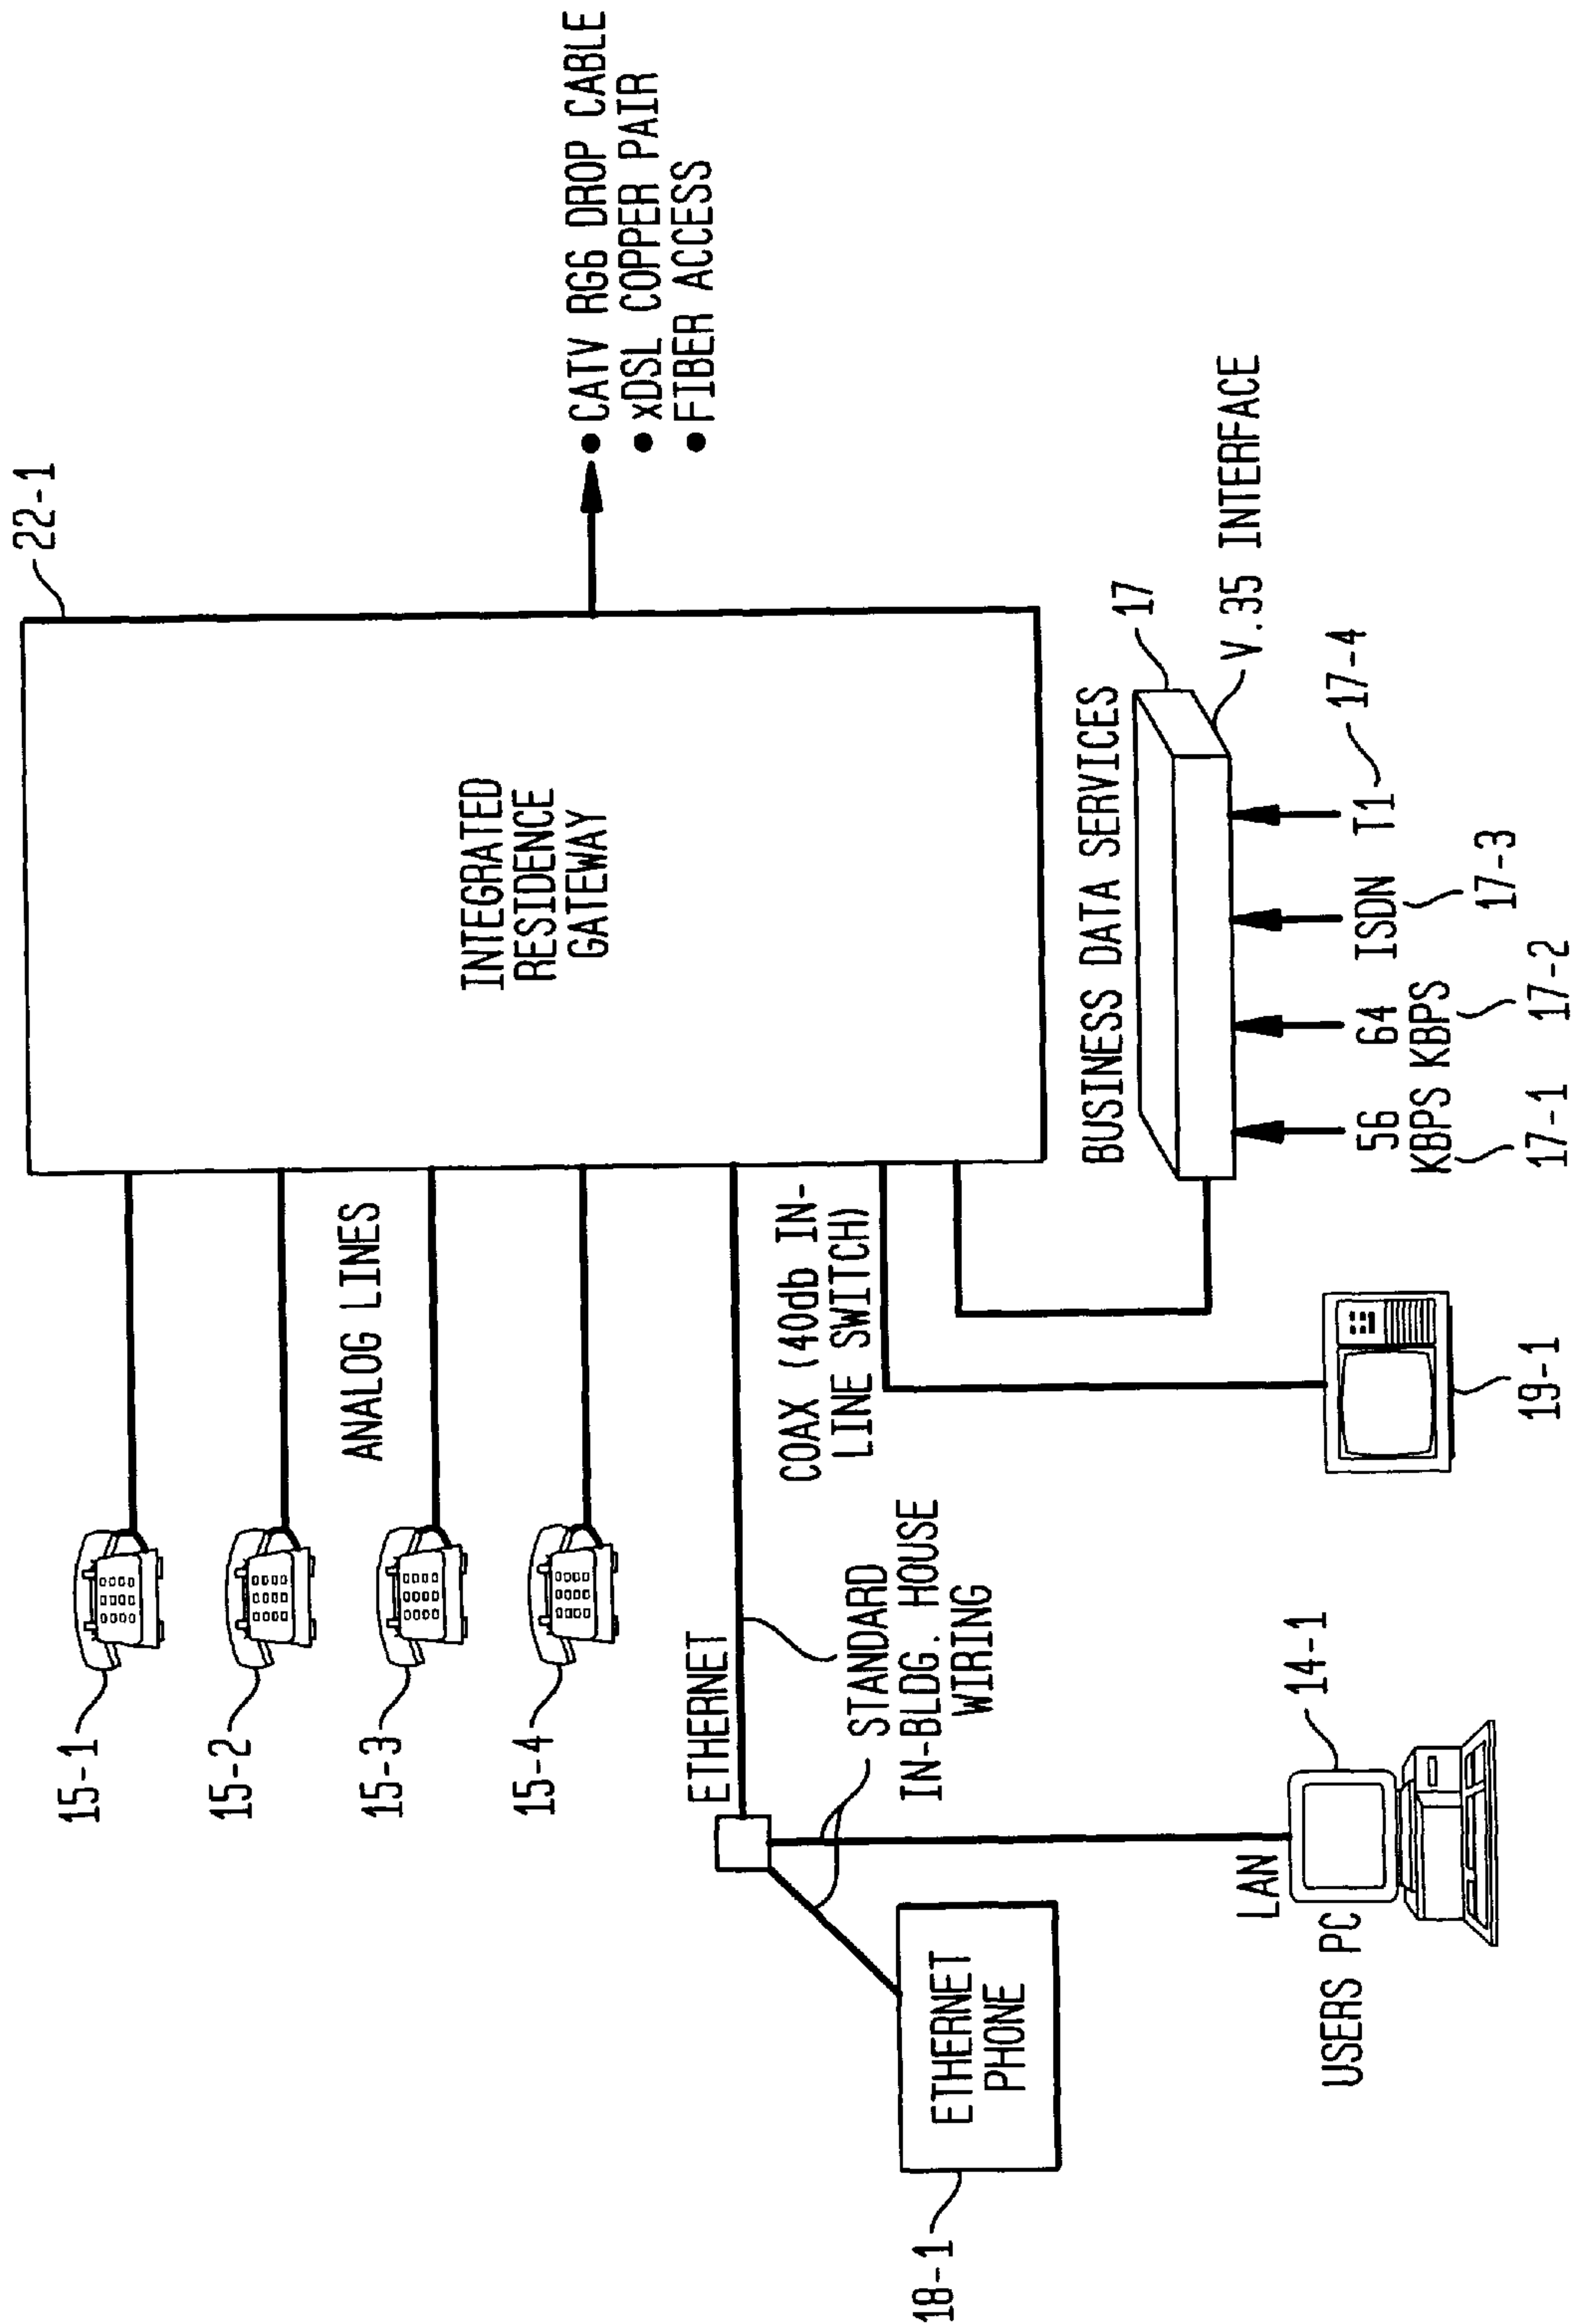 22-1
INTEGRATED
RESIDENCE
GATEWAY
● CATV RG6 DROP CABLE
● xDSL COPPER PAIR
● FIBER ACCESS
15-1
15-2
ANALOG LINES
15-3
15-4
ETHERNET
STANDARD
IN-BLDG. HOUSE
WIRING
COAX (40db IN-
LINE SWITCH)
ETHERNET
PHONE
18-1
LAN
USERS PC
14-1
19-1
BUSINESS DATA SERVICES
17
V.35 INTERFACE
56
KBPS
17-1
64
KBPS
17-2
ISDN
17-3
T1
17-4